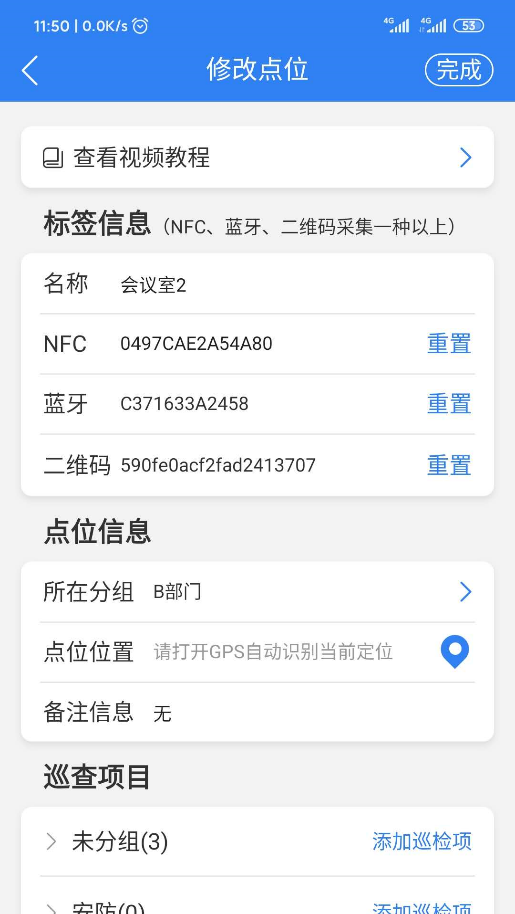 11:50 | 0.0K/s 4G 4G 53
修改点位 完成
查看视频教程
标签信息（NFC、蓝牙、二维码采集一种以上）
名称 会议室2
NFC 0497CAE2A54A80 重置
蓝牙 C371633A2458 重置
二维码 590fe0acf2fad2413707 重置
点位信息
所在分组 B部门
点位位置 请打开GPS自动识别当前定位
备注信息 无
巡查项目
未分组(3) 添加巡检项
安防(0) 添加巡检项